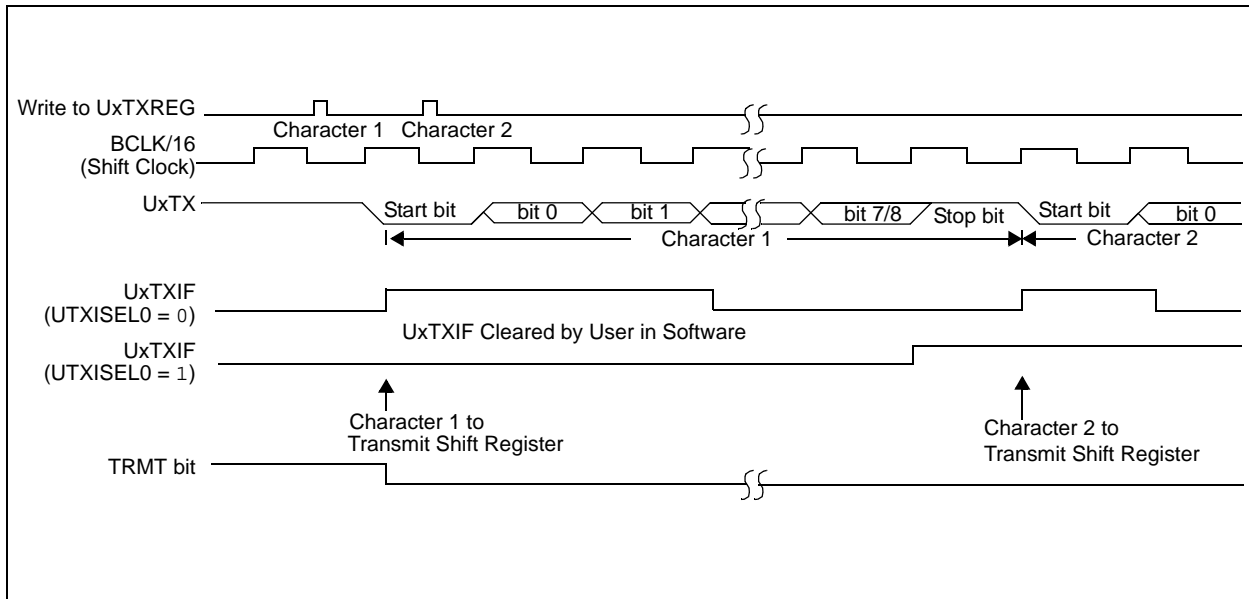 Write to UxTXREG
Character 1 Character 2
BCLK/16
(Shift Clock)
UxTX
Start bit bit 0 bit 1 bit 7/8 Stop bit Start bit bit 0
Character 1 Character 2
UxTXIF
(UTXISEL0 = 0)
UxTXIF Cleared by User in Software
UxTXIF
(UTXISEL0 = 1)
Character 1 to
Transmit Shift Register
Character 2 to
Transmit Shift Register
TRMT bit